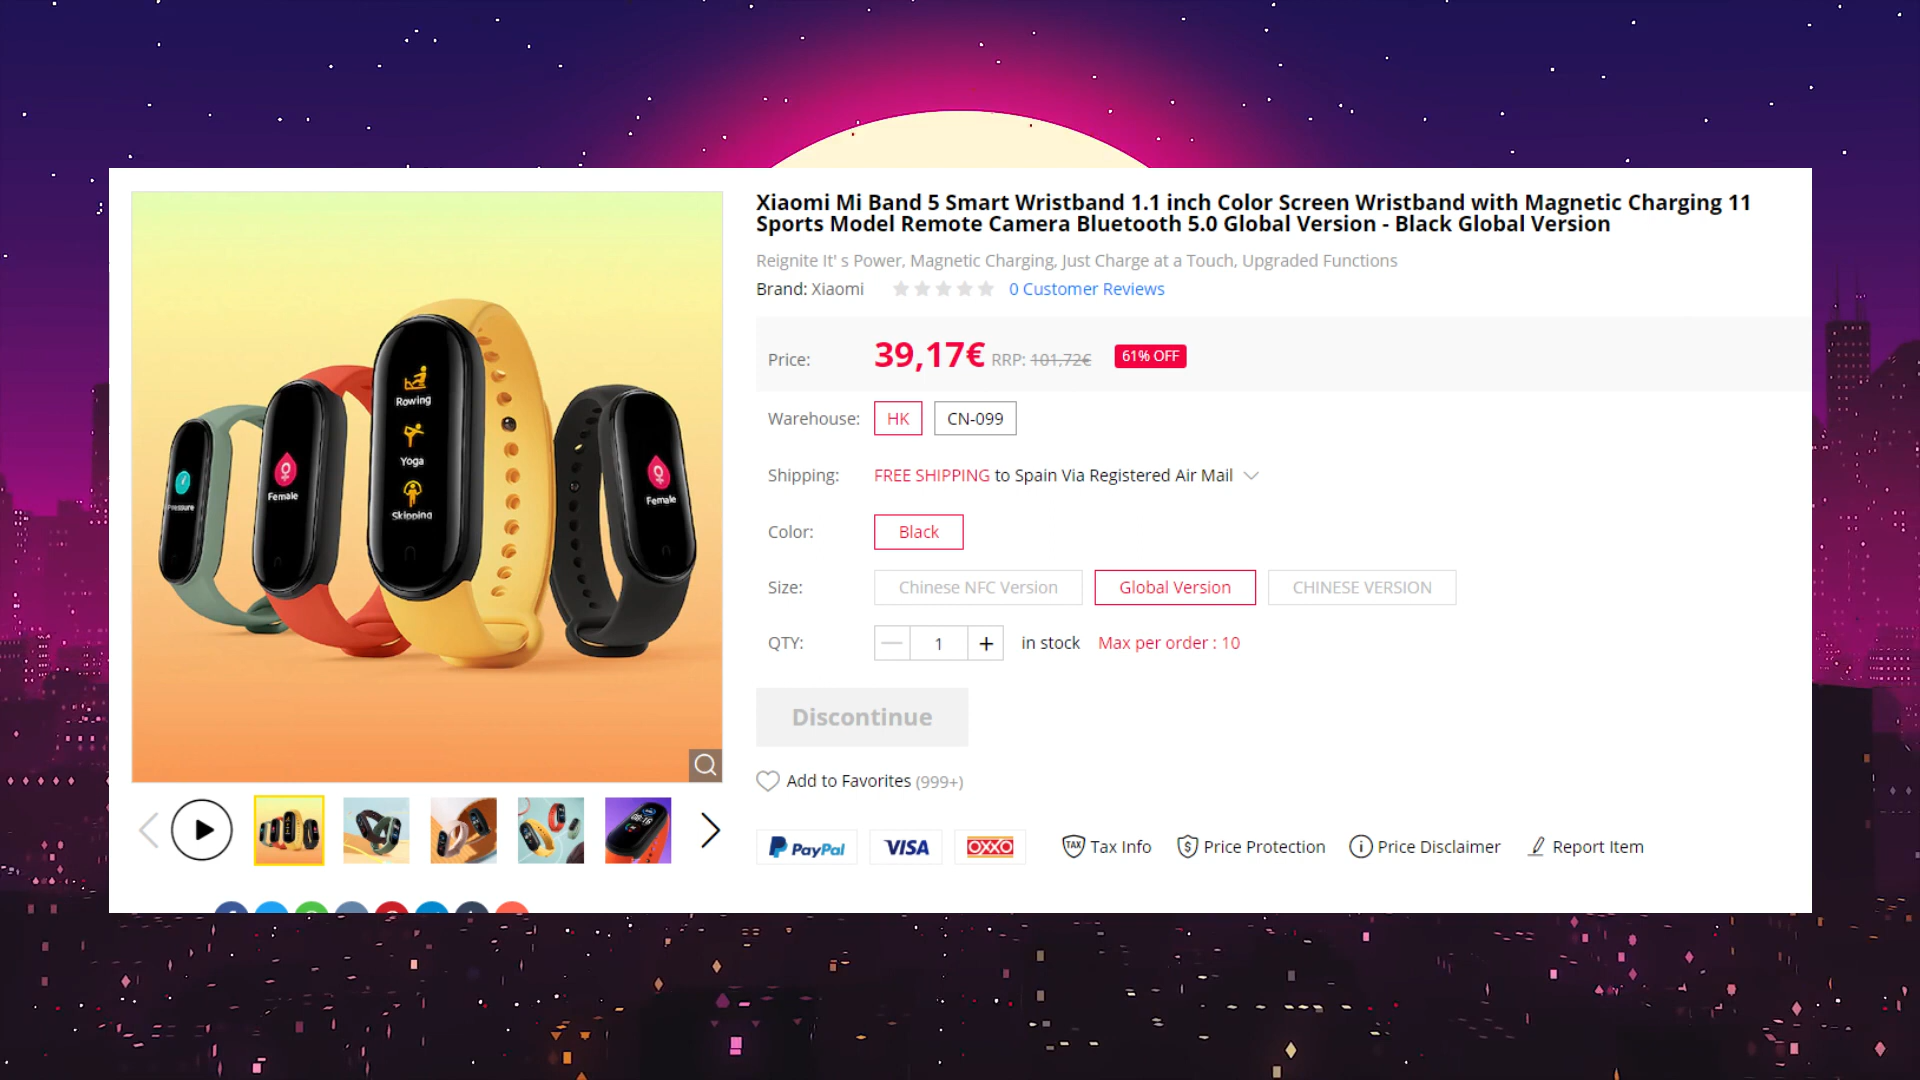 Xiaomi Mi Band 5 Smart Wristband 1.1 inch Color Screen Wristband with Magnetic Charging 11
Sports Model Remote Camera Bluetooth 5.0 Global Version - Black Global Version
Reignite It' s Power, Magnetic Charging, Just Charge at a Touch, Upgraded Functions
Brand: Xiaomi 0 Customer Reviews
Price: 39,17€ RRP: 101,72€ 61% OFF
Warehouse: HK CN-099
Shipping: FREE SHIPPING to Spain Via Registered Air Mail
Color: Black
Size: Chinese NFC Version Global Version CHINESE VERSION
QTY: — 1 + in stock Max per order : 10
Discontinue
Add to Favorites (999+)
PayPal VISA OXXO TAX Tax Info $ Price Protection i Price Disclaimer Report Item
Rowing
Yoga
Skipping
Female
Female
Pressure
08:16